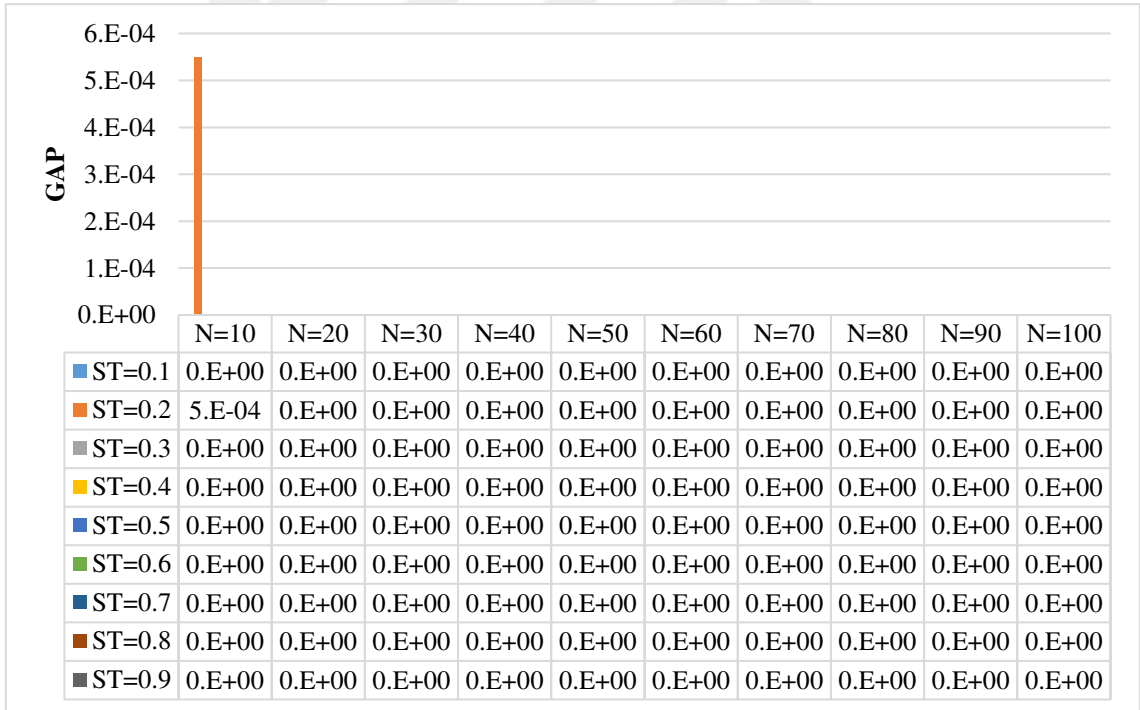 6.E-04
5.E-04
4.E-04
3.E-04
2.E-04
1.E-04
0.E+00
GAP
N=10 N=20 N=30 N=40 N=50 N=60 N=70 N=80 N=90 N=100
ST=0.1 0.E+00 0.E+00 0.E+00 0.E+00 0.E+00 0.E+00 0.E+00 0.E+00 0.E+00 0.E+00
ST=0.2 5.E-04 0.E+00 0.E+00 0.E+00 0.E+00 0.E+00 0.E+00 0.E+00 0.E+00 0.E+00
ST=0.3 0.E+00 0.E+00 0.E+00 0.E+00 0.E+00 0.E+00 0.E+00 0.E+00 0.E+00 0.E+00
ST=0.4 0.E+00 0.E+00 0.E+00 0.E+00 0.E+00 0.E+00 0.E+00 0.E+00 0.E+00 0.E+00
ST=0.5 0.E+00 0.E+00 0.E+00 0.E+00 0.E+00 0.E+00 0.E+00 0.E+00 0.E+00 0.E+00
ST=0.6 0.E+00 0.E+00 0.E+00 0.E+00 0.E+00 0.E+00 0.E+00 0.E+00 0.E+00 0.E+00
ST=0.7 0.E+00 0.E+00 0.E+00 0.E+00 0.E+00 0.E+00 0.E+00 0.E+00 0.E+00 0.E+00
ST=0.8 0.E+00 0.E+00 0.E+00 0.E+00 0.E+00 0.E+00 0.E+00 0.E+00 0.E+00 0.E+00
ST=0.9 0.E+00 0.E+00 0.E+00 0.E+00 0.E+00 0.E+00 0.E+00 0.E+00 0.E+00 0.E+00